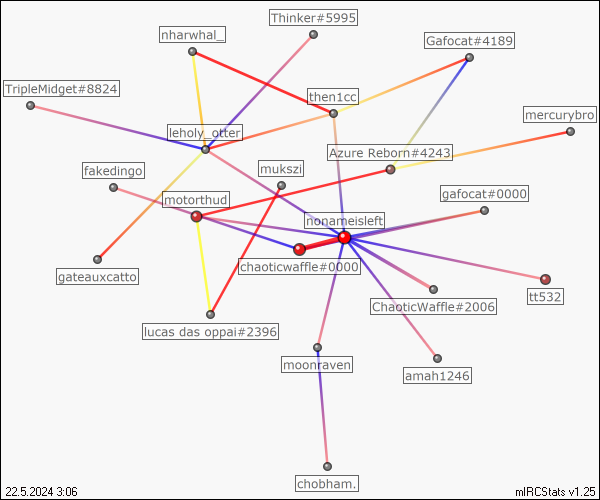 Thinker#5995
nharwhal_
Gafocat#4189
TripleMidget#8824
then1cc
mercurybro
leholy_otter
Azure Reborn#4243
fakedingo
mukszi
motorthud
gafocat#0000
nonameisleft
chaoticwaffle#0000
gateauxcatto
tt532
ChaoticWaffle#2006
lucas das oppai#2396
moonraven
amah1246
chobham.
22.5.2024 3:06
mIRCStats v1.25